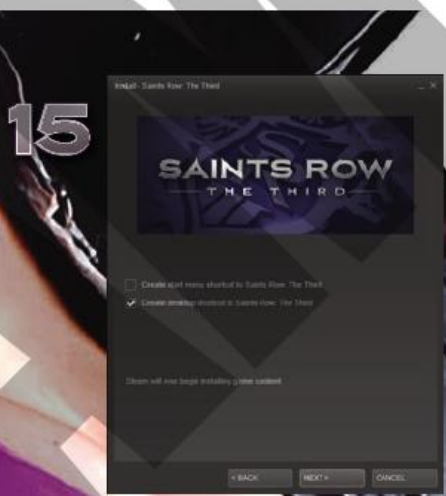 15
Install - Saints Row: The Third
SAINTS ROW
THE THIRD
Create start menu shortcut to Saints Row: The Third
Create desktop shortcut to Saints Row: The Third
Steam will now begin installing game content.
< BACK
NEXT >
CANCEL